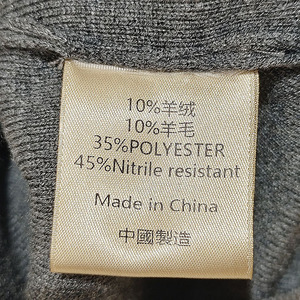 10%羊绒
10%羊毛
35%POLYESTER
45%Nitrile resistant
Made in China
中國製造